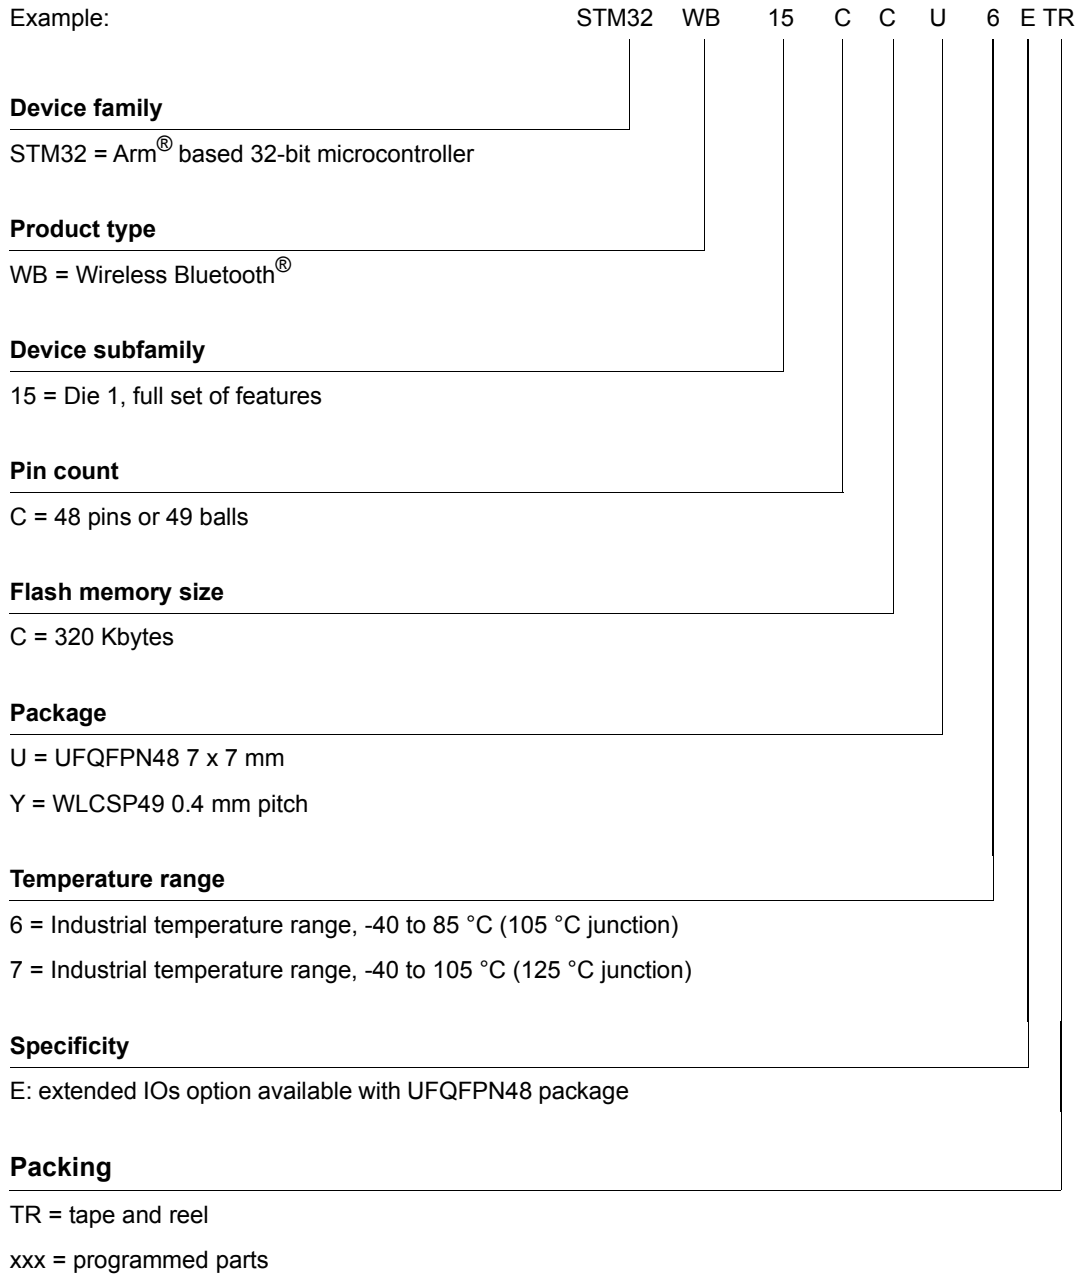 Example: STM32 WB 15 C C U 6 E TR
Device family
STM32 = Arm® based 32-bit microcontroller
Product type
WB = Wireless Bluetooth®
Device subfamily
15 = Die 1, full set of features
Pin count
C = 48 pins or 49 balls
Flash memory size
C = 320 Kbytes
Package
U = UFQFPN48 7 x 7 mm
Y = WLCSP49 0.4 mm pitch
Temperature range
6 = Industrial temperature range, -40 to 85 °C (105 °C junction)
7 = Industrial temperature range, -40 to 105 °C (125 °C junction)
Specificity
E: extended IOs option available with UFQFPN48 package
Packing
TR = tape and reel
xxx = programmed parts